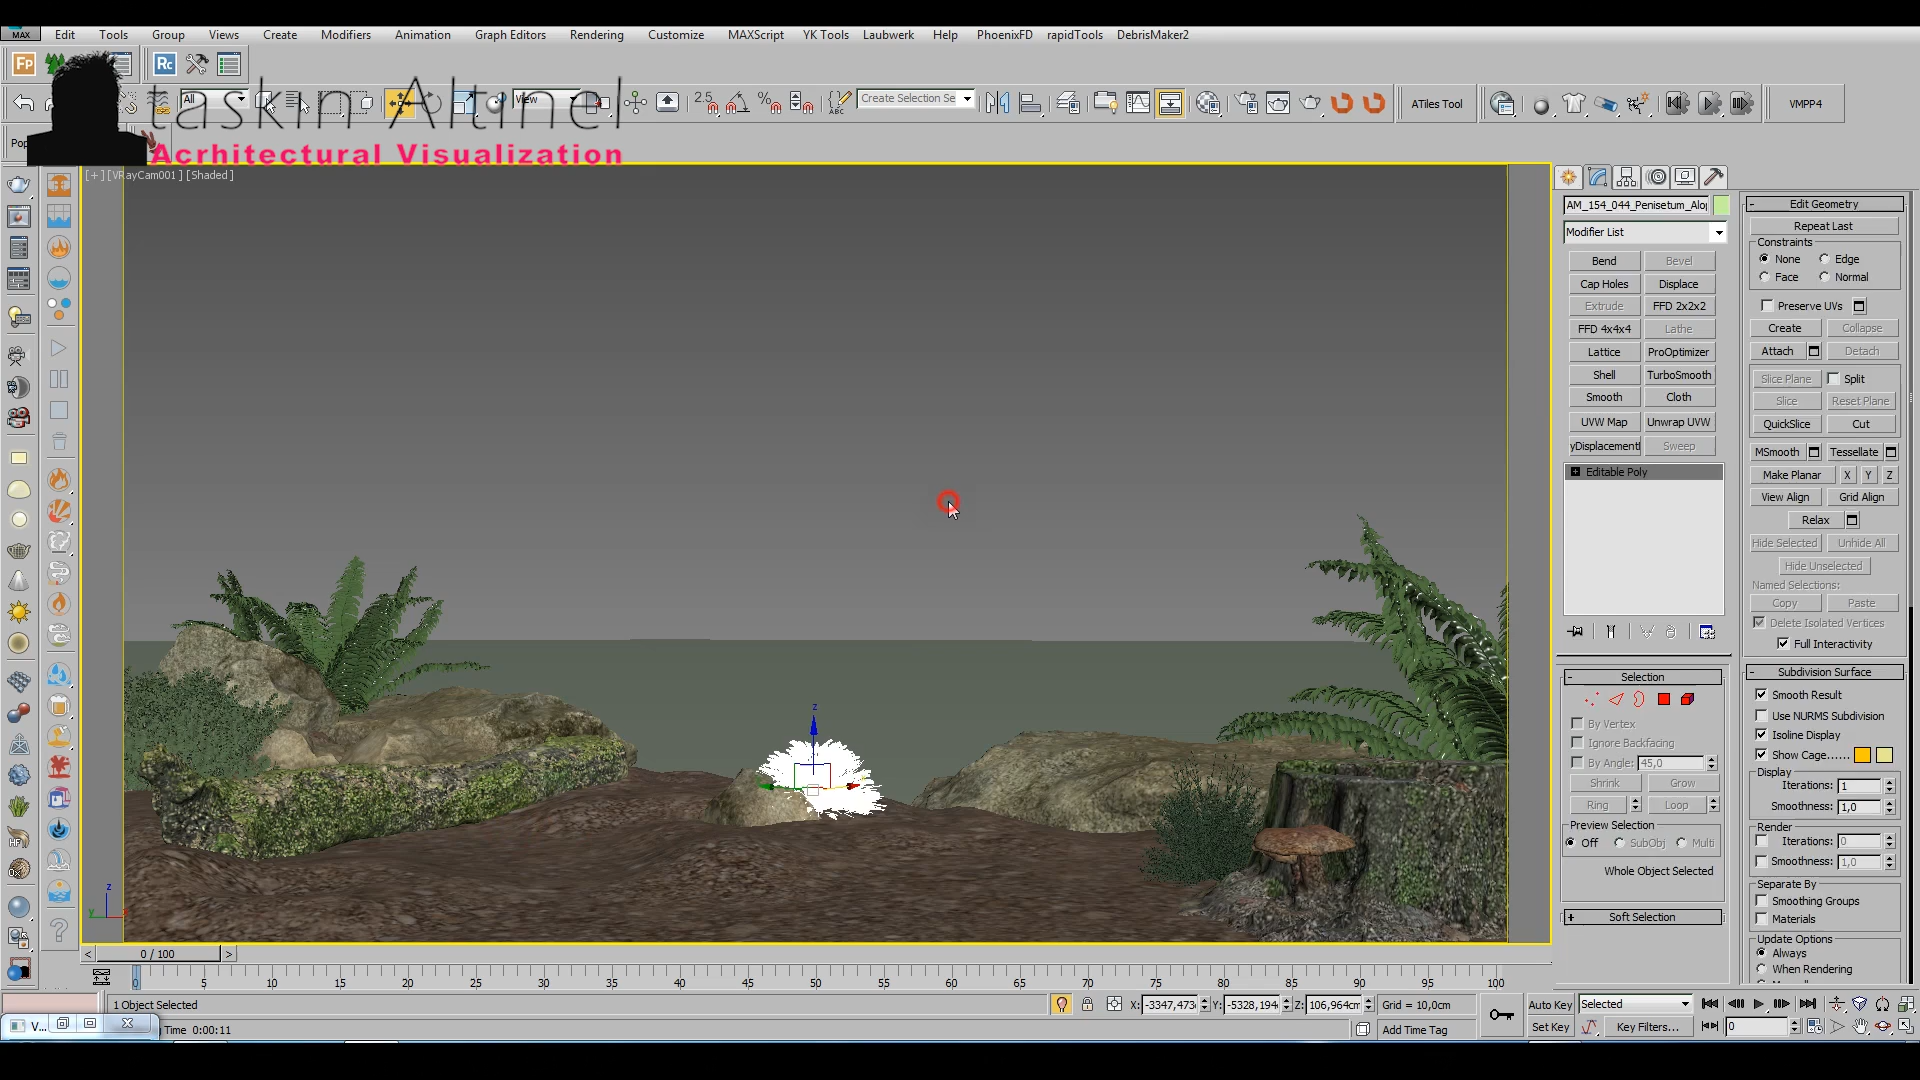 MAX Edit Tools Group Views Create Modifiers Animation Graph Editors Rendering Customize MAXScript YK Tools Laubwerk Help PhoenixFD rapidTools DebrisMaker2
Fp Rc
taskin Altinel
Acrhitectural Visualization
All View 2.5 Create Selection Se ATiles Tool VMPP4
Pop
[+][VRayCam001][Shaded]
AM_154_044_Penisetum_Alo
Modifier List
Bend Bevel
Cap Holes Displace
Extrude FFD 2x2x2
FFD 4x4x4 Lathe
Lattice ProOptimizer
Shell TurboSmooth
Smooth Cloth
UVW Map Unwrap UVW
yDisplacementI Sweep
Editable Poly
- Selection
By Vertex
Ignore Backfacing
By Angle: 45,0
Shrink Grow
Ring Loop
Preview Selection
Off SubObj Multi
Whole Object Selected
+ Soft Selection
- Edit Geometry
Repeat Last
Constraints
None Edge
Face Normal
Preserve UVs
Create Collapse
Attach Detach
Slice Plane Split
Slice Reset Plane
QuickSlice Cut
MSmooth Tessellate
Make Planar X Y Z
View Align Grid Align
Relax
Hide Selected Unhide All
Hide Unselected
Named Selections:
Copy Paste
Delete Isolated Vertices
Full Interactivity
- Subdivision Surface
Smooth Result
Use NURMS Subdivision
Isoline Display
Show Cage......
Display
Iterations: 1
Smoothness: 1,0
Render
Iterations: 0
Smoothness: 1,0
Separate By
Smoothing Groups
Materials
Update Options
Always
When Rendering
z
z
y
< 0 / 100 >
0 5 10 15 20 25 30 35 40 45 50 55 60 65 70 75 80 85 90 95 100
1 Object Selected X: -3347,473 Y: -5328,194 Z: 106,964cm Grid = 10,0cm Auto Key Selected
V... Time 0:00:11 Add Time Tag Set Key Key Filters... 0